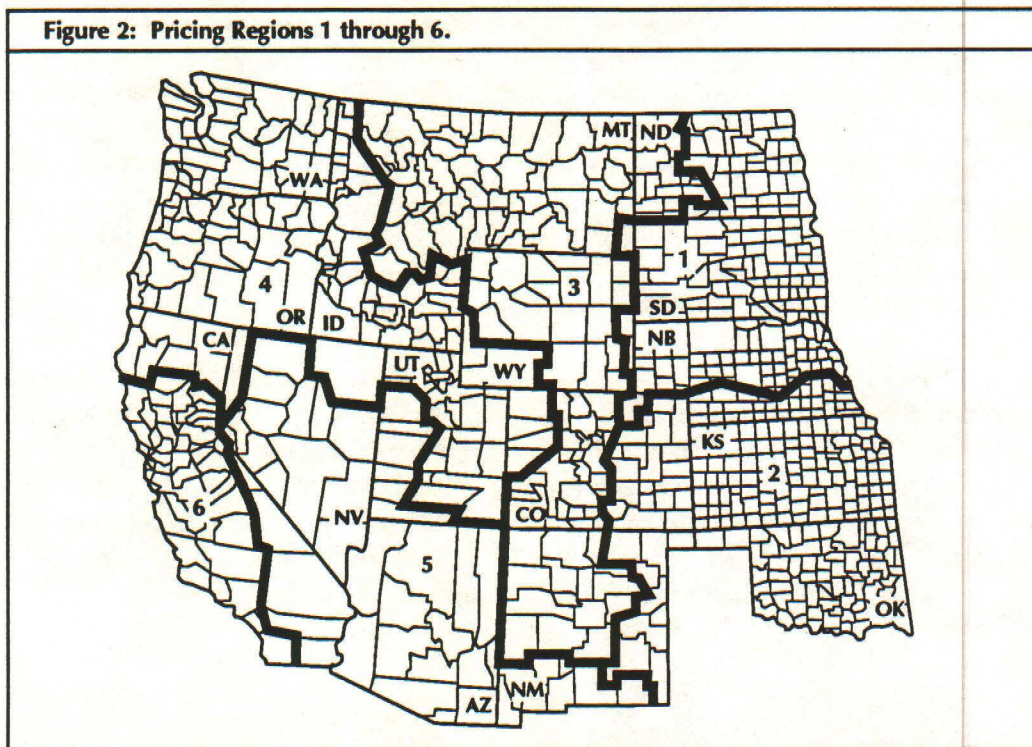 Figure 2: Pricing Regions 1 through 6.
MT ND
WA
1
4
3
OR ID
SD
CA
NB
UT
WY
KS
2
6
NV
CO
5
OK
AZ
NM